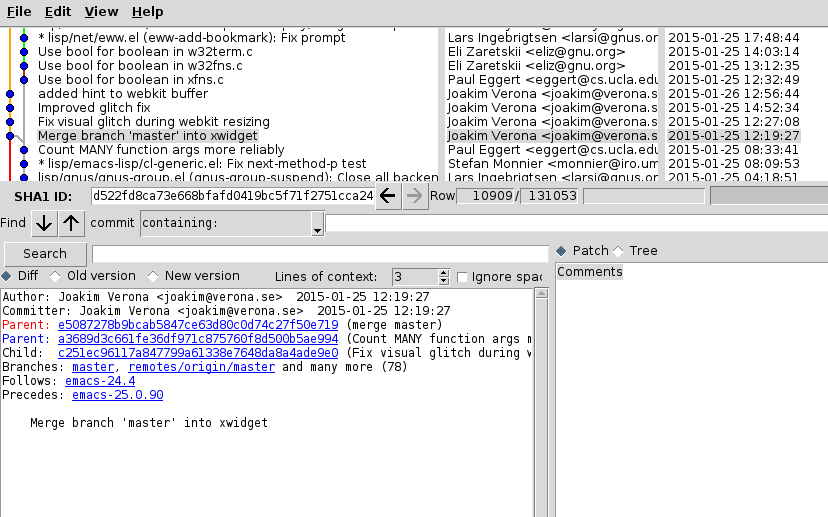 File Edit View Help
* lisp/net/eww.el (eww-add-bookmark): Fix prompt Lars Ingebrigtsen <larsi@gnus.or 2015-01-25 17:48:44
Use bool for boolean in w32term.c Eli Zaretskii <eliz@gnu.org> 2015-01-25 14:03:14
Use bool for boolean in w32fns.c Eli Zaretskii <eliz@gnu.org> 2015-01-25 13:12:35
Use bool for boolean in xfns.c Paul Eggert <eggert@cs.ucla.edu 2015-01-25 12:32:49
added hint to webkit buffer Joakim Verona <joakim@verona.s 2015-01-26 12:56:44
Improved glitch fix Joakim Verona <joakim@verona.s 2015-01-25 14:52:34
Fix visual glitch during webkit resizing Joakim Verona <joakim@verona.s 2015-01-25 12:27:08
Merge branch 'master' into xwidget Joakim Verona <joakim@verona.s 2015-01-25 12:19:27
Count MANY function args more reliably Paul Eggert <eggert@cs.ucla.edu 2015-01-25 08:33:41
* lisp/emacs-lisp/cl-generic.el: Fix next-method-p test Stefan Monnier <monnier@iro.um 2015-01-25 08:09:53
lisp/gnus/gnus-group.el (gnus-group-suspend): Close all backen Lars Ingebrigtsen <larsi@gnus.or 2015-01-25 04:18:51
SHA1 ID: d522fd8ca73e668bfafd0419bc5f71f2751cca24 Row 10909 / 131053
Find commit containing:
Search
Diff Old version New version Lines of context: 3 Ignore spac
Patch Tree
Comments
Author: Joakim Verona <joakim@verona.se> 2015-01-25 12:19:27
Committer: Joakim Verona <joakim@verona.se> 2015-01-25 12:19:27
Parent: e5087278b9bcab5847ce63d80c0d74c27f50e719 (merge master)
Parent: a3689d3c661fe36df971c875760f8d500b5ae994 (Count MANY function args m
Child: c251ec96117a847799a61338e7648da8a4ade9e0 (Fix visual glitch during w
Branches: master, remotes/origin/master and many more (78)
Follows: emacs-24.4
Precedes: emacs-25.0.90
Merge branch 'master' into xwidget